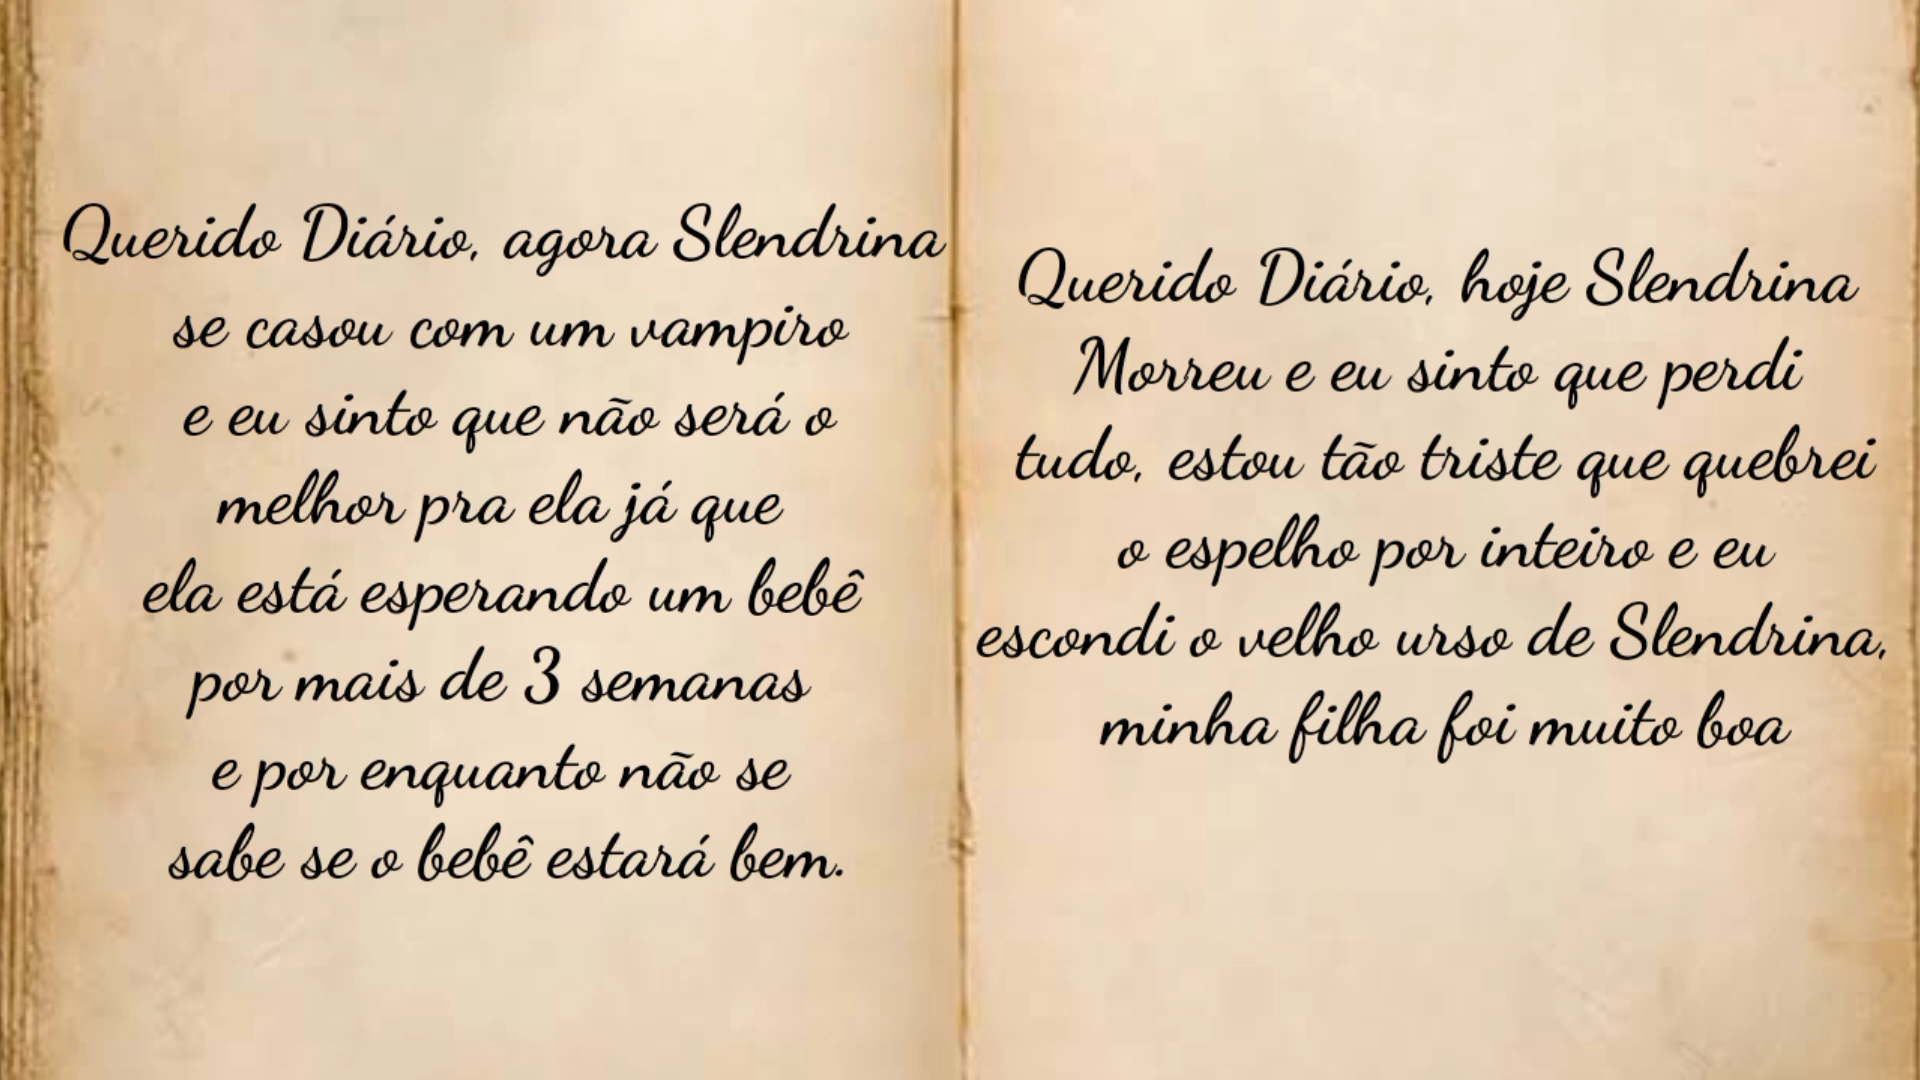 Querido Diário, agora Slendrina
se casou com um vampiro
e eu sinto que não será o
melhor pra ela já que
ela está esperando um bebê
por mais de 3 semanas
e por enquanto não se
sabe se o bebê estará bem.
Querido Diário, hoje Slendrina
Morreu e eu sinto que perdi
tudo, estou tão triste que quebrei
o espelho por inteiro e eu
escondi o velho urso de Slendrina,
minha filha foi muito boa